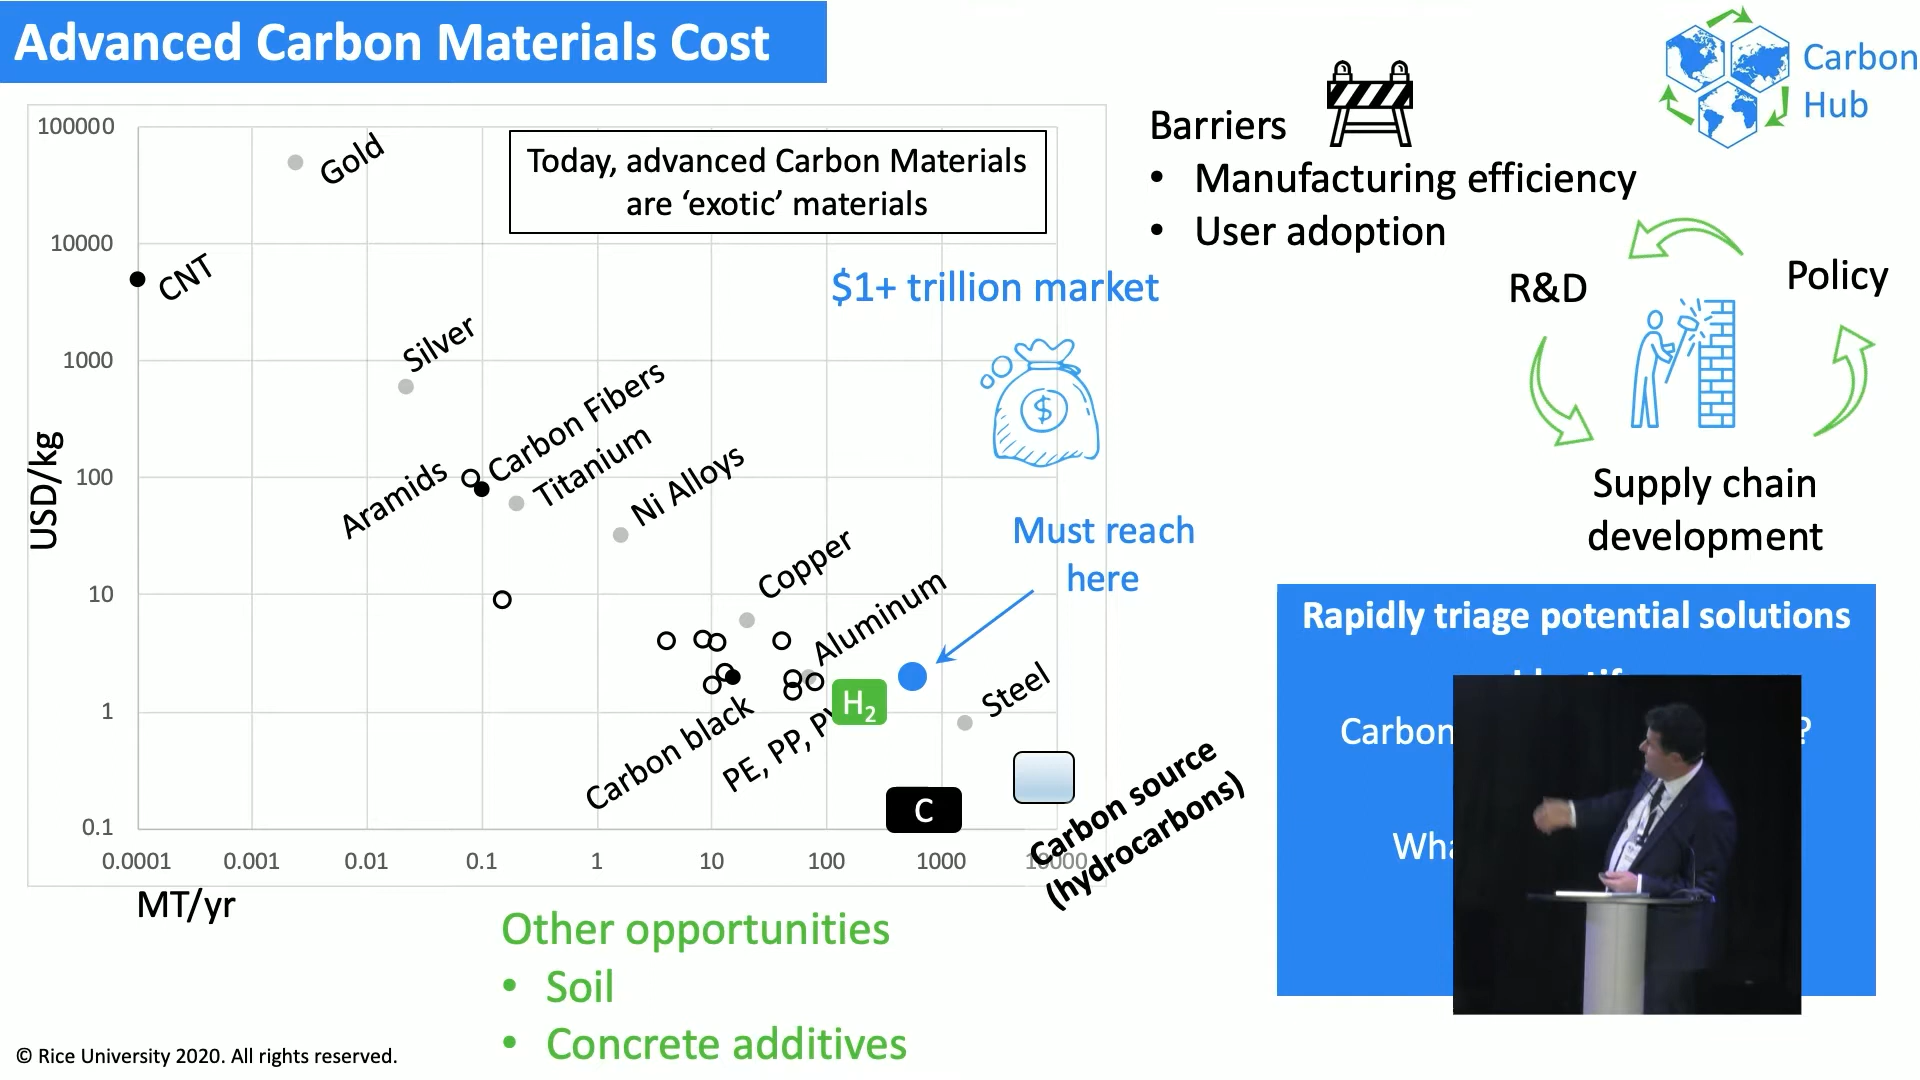 Advanced Carbon Materials Cost
Carbon
Hub
Barriers
• Manufacturing efficiency
• User adoption
R&D
Policy
Supply chain
development
100000
10000
1000
100
10
1
0.1
USD/kg
0.0001
0.001
0.01
0.1
1
10
100
1000
10000
MT/yr
Today, advanced Carbon Materials
are ‘exotic’ materials
Gold
CNT
Silver
Carbon Fibers
Aramids
Titanium
Ni Alloys
Copper
Aluminum
Steel
Carbon black
PE, PP,
H2
C
Carbon source
(hydrocarbons)
$1+ trillion market
$
Must reach
here
Rapidly triage potential solutions
Carbon ?
Other opportunities
• Soil
• Concrete additives
© Rice University 2020. All rights reserved.